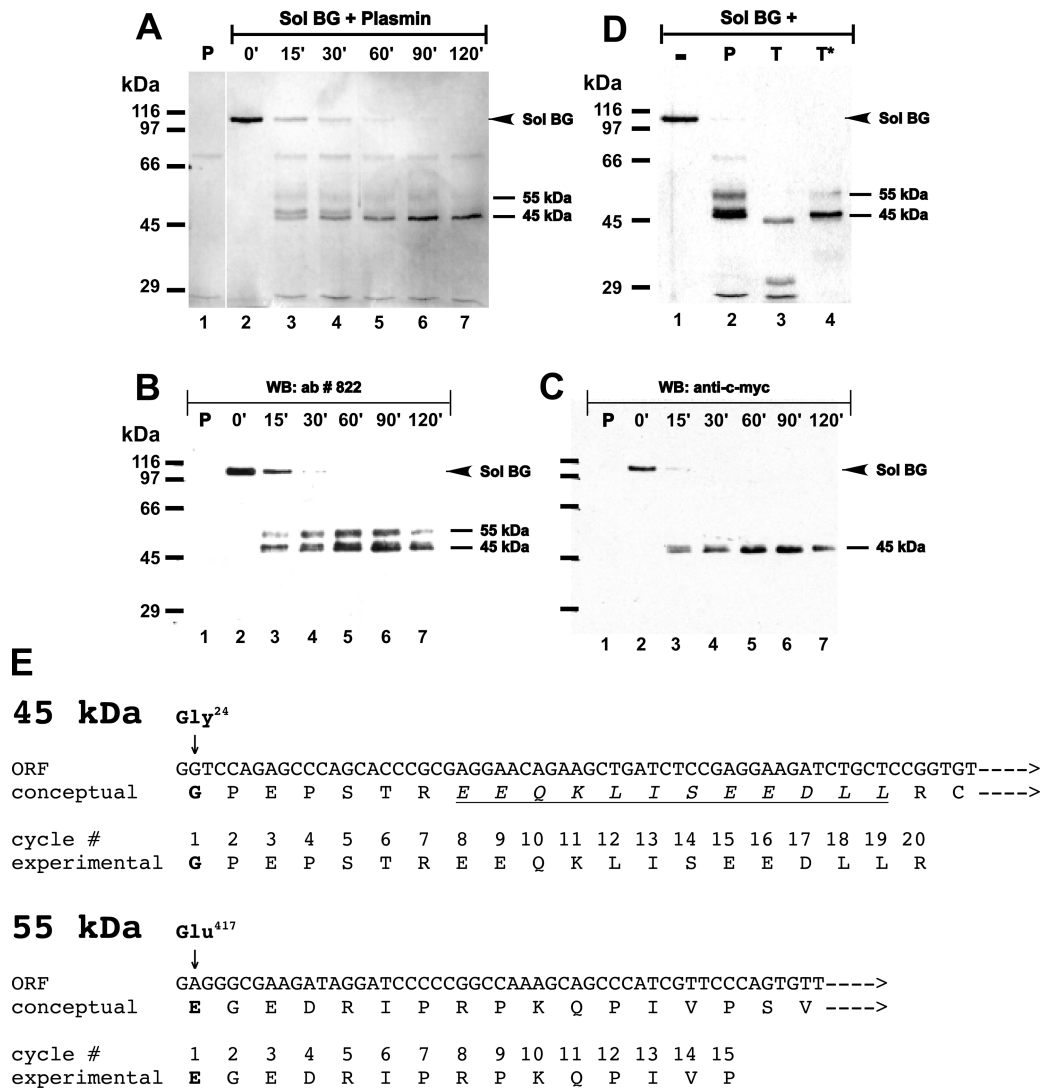 A
Sol BG + Plasmin
P 0' 15' 30' 60' 90' 120'
kDa
116
97
66
45
29
Sol BG
55 kDa
45 kDa
1 2 3 4 5 6 7
D
Sol BG +
- P T T*
kDa
116
97
66
45
29
Sol BG
55 kDa
45 kDa
1 2 3 4
B
WB: ab # 822
P 0' 15' 30' 60' 90' 120'
kDa
116
97
66
45
29
Sol BG
55 kDa
45 kDa
1 2 3 4 5 6 7
C
WB: anti-c-myc
P 0' 15' 30' 60' 90' 120'
Sol BG
45 kDa
1 2 3 4 5 6 7
E
45 kDa Gly24
ORF GGTCCAGAGCCCAGCACCCGCGAGGAACAGAAGCTGATCTCCGAGGAAGATCTGCTCCGGTGT---->
conceptual G P E P S T R E E Q K L I S E E D L L R C ---->
cycle # 1 2 3 4 5 6 7 8 9 10 11 12 13 14 15 16 17 18 19 20
experimental G P E P S T R E E Q K L I S E E D L L R
55 kDa Glu417
ORF GAGGGCGAAGATAGGATCCCCCGGCCAAAGCAGCCCATCGTTCCCAGTGTT---->
conceptual E G E D R I P R P K Q P I V P S V ---->
cycle # 1 2 3 4 5 6 7 8 9 10 11 12 13 14 15
experimental E G E D R I P R P K Q P I V P